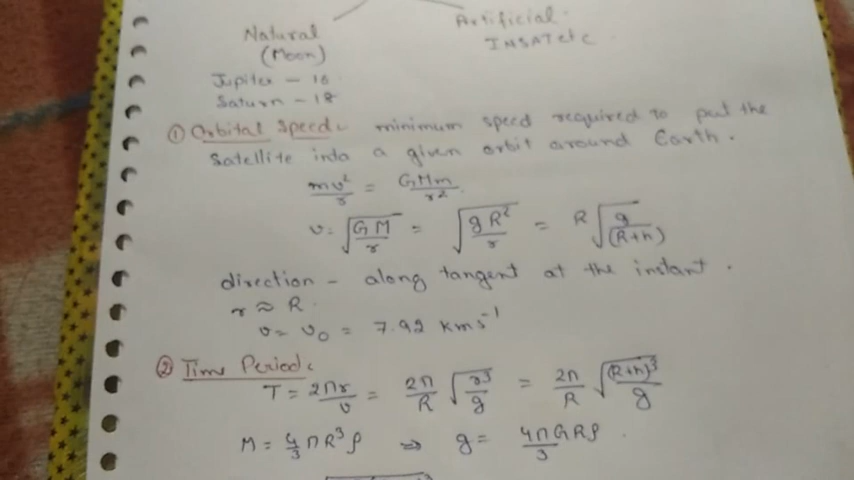 Natural Artificial
(Moon) INSAT etc
Jupiter - 16
Saturn - 18
① Orbital Speed: minimum speed required to put the
satellite into a given orbit around Earth.
mv²/r = GMm/r²
v = √(GM/r) = √(gR²/r) = R √(g/(R+h))
direction - along tangent at the instant.
r ≈ R.
v = v₀ = 7.92 km s⁻¹
② Time Period:
T = 2πr/v = 2π/R √(r³/g) = 2π/R √((R+h)³/g)
M = 4/3 πR³ρ ⇒ g = 4πGRρ/3.